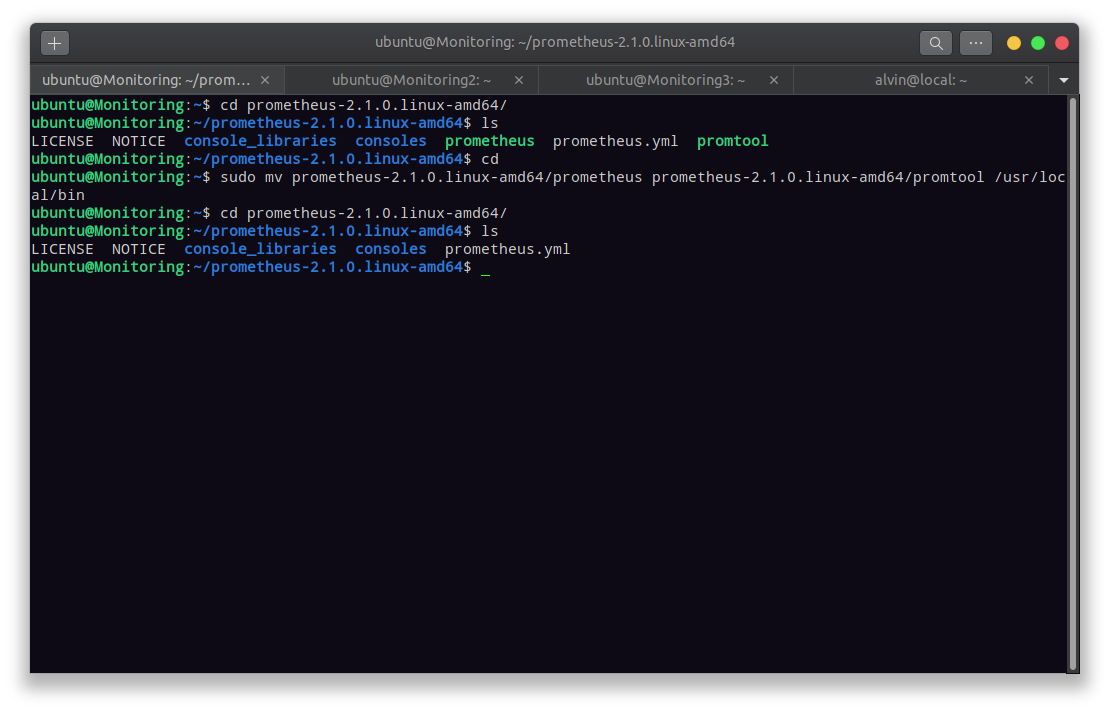 ubuntu@Monitoring: ~/prometheus-2.1.0.linux-amd64
ubuntu@Monitoring: ~/prom… ubuntu@Monitoring2: ~ ubuntu@Monitoring3: ~ alvin@local: ~
ubuntu@Monitoring:~$ cd prometheus-2.1.0.linux-amd64/
ubuntu@Monitoring:~/prometheus-2.1.0.linux-amd64$ ls
LICENSE  NOTICE  console_libraries  consoles  prometheus  prometheus.yml  promtool
ubuntu@Monitoring:~/prometheus-2.1.0.linux-amd64$ cd
ubuntu@Monitoring:~$ sudo mv prometheus-2.1.0.linux-amd64/prometheus prometheus-2.1.0.linux-amd64/promtool /usr/loc
al/bin
ubuntu@Monitoring:~$ cd prometheus-2.1.0.linux-amd64/
ubuntu@Monitoring:~/prometheus-2.1.0.linux-amd64$ ls
LICENSE  NOTICE  console_libraries  consoles  prometheus.yml
ubuntu@Monitoring:~/prometheus-2.1.0.linux-amd64$ _